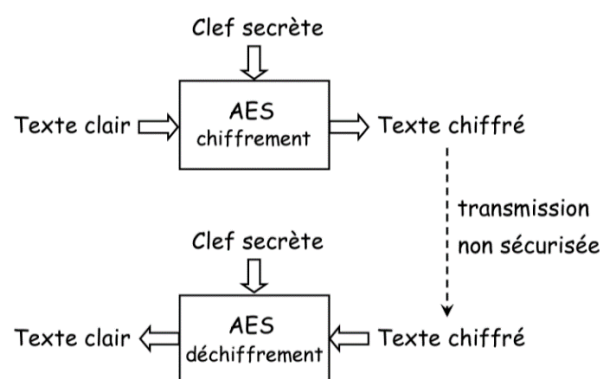 Clef secrète
AES
chiffrement
Texte clair
Texte chiffré
transmission
non sécurisée
Clef secrète
Texte clair
AES
déchiffrement
Texte chiffré